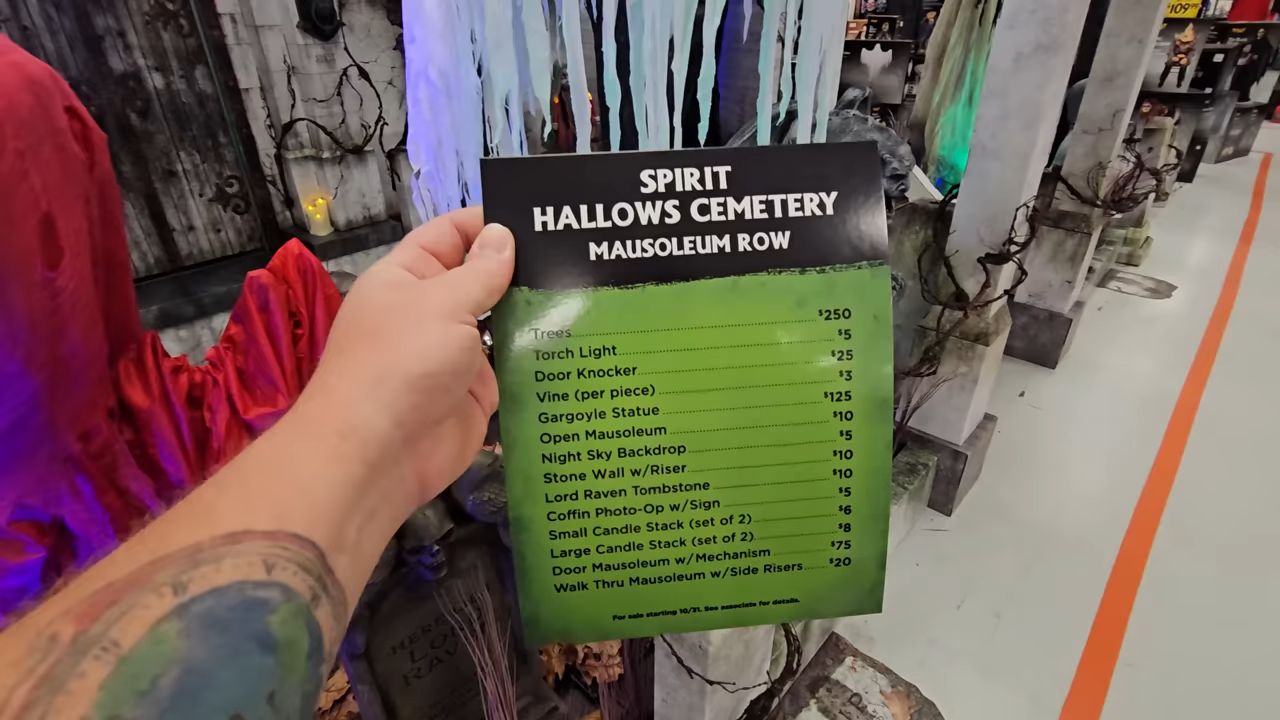 SPIRIT
HALLOWS CEMETERY
MAUSOLEUM ROW
Trees $250
Torch Light $5
Door Knocker $25
Vine (per piece) $3
Gargoyle Statue $125
Open Mausoleum $10
Night Sky Backdrop $5
Stone Wall w/Riser $10
Lord Raven Tombstone $10
Coffin Photo-Op w/Sign $5
Small Candle Stack (set of 2) $6
Large Candle Stack (set of 2) $8
Door Mausoleum w/Mechanism $75
Walk Thru Mausoleum w/Side Risers $20
For sale starting 10/31. See associate for details.
HERE